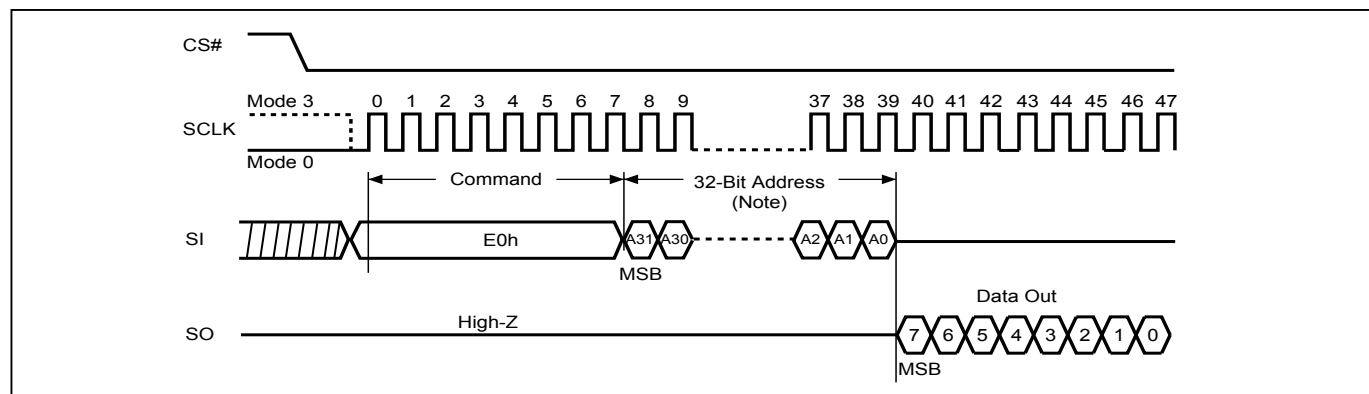 CS#
Mode 3
0 1 2 3 4 5 6 7 8 9 37 38 39 40 41 42 43 44 45 46 47
SCLK
Mode 0
Command
32-Bit Address
(Note)
SI
E0h
A31 A30 A2 A1 A0
MSB
Data Out
High-Z
SO
7 6 5 4 3 2 1 0
MSB